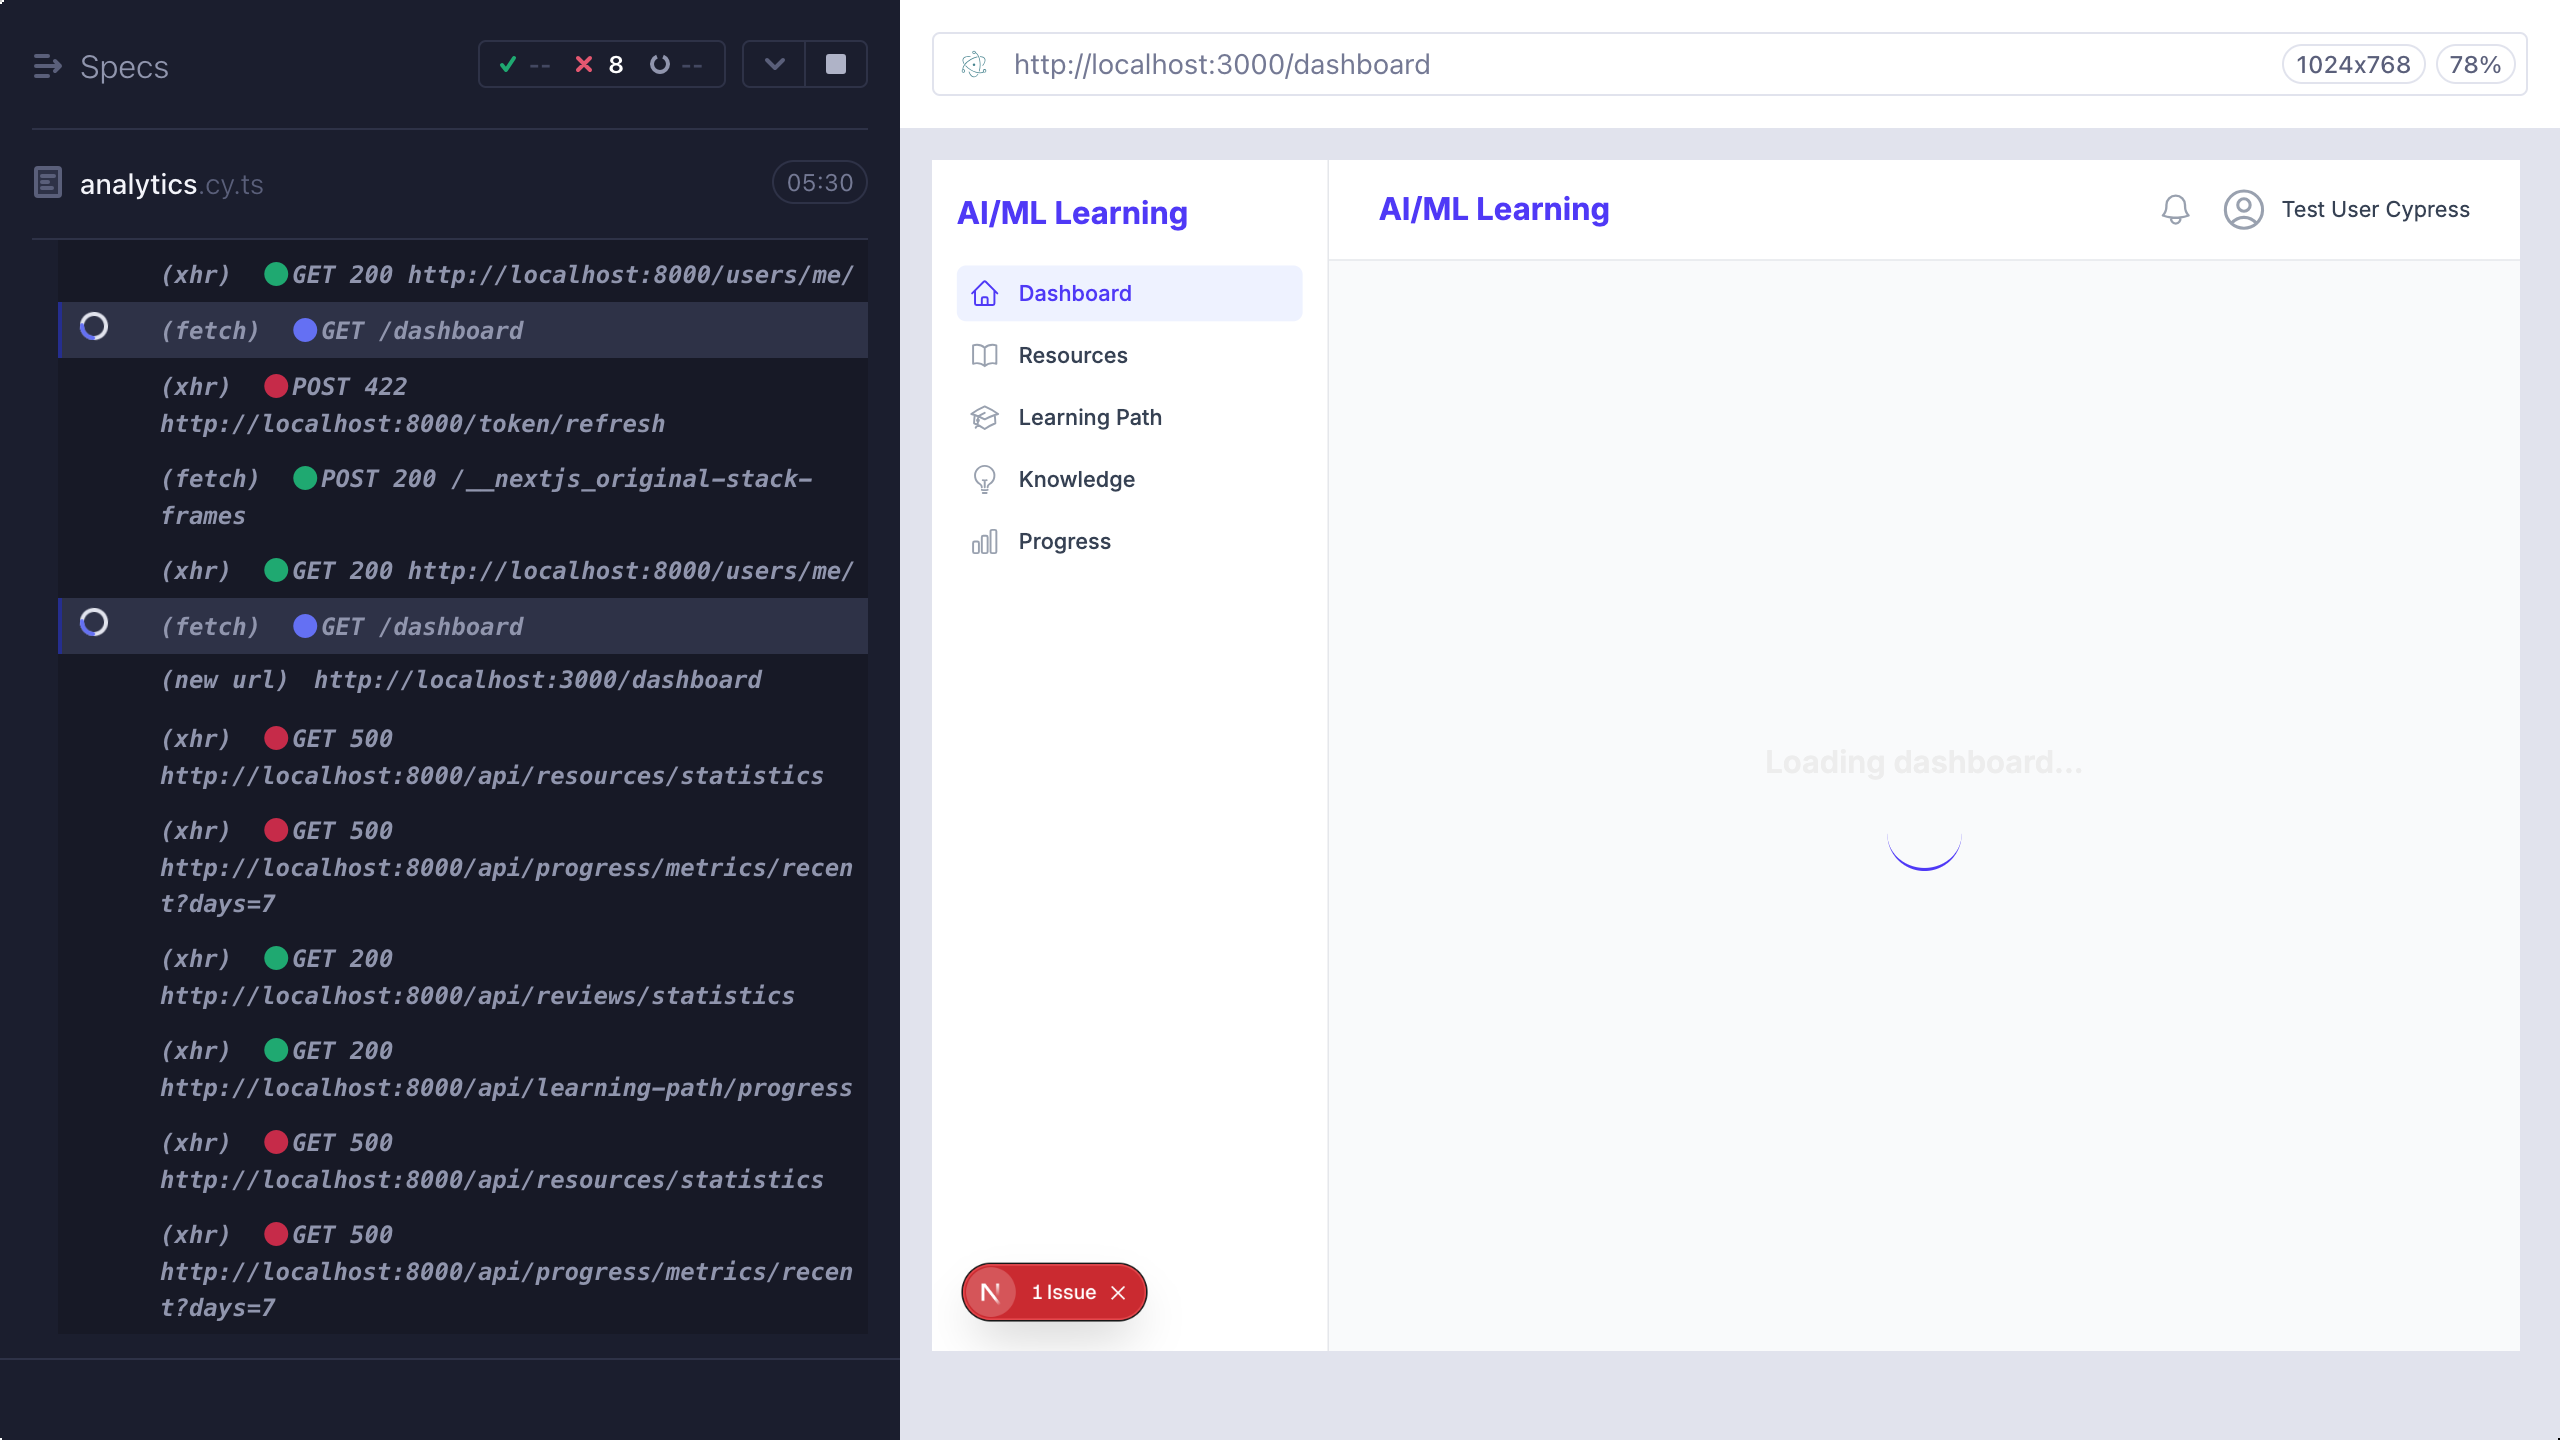 Specs
-- 8 --
analytics.cy.ts
05:30
(xhr) GET 200 http://localhost:8000/users/me/
(fetch) GET /dashboard
(xhr) POST 422
http://localhost:8000/token/refresh
(fetch) POST 200 /__nextjs_original-stack-
frames
(xhr) GET 200 http://localhost:8000/users/me/
(fetch) GET /dashboard
(new url) http://localhost:3000/dashboard
(xhr) GET 500
http://localhost:8000/api/resources/statistics
(xhr) GET 500
http://localhost:8000/api/progress/metrics/recen
t?days=7
(xhr) GET 200
http://localhost:8000/api/reviews/statistics
(xhr) GET 200
http://localhost:8000/api/learning-path/progress
(xhr) GET 500
http://localhost:8000/api/resources/statistics
(xhr) GET 500
http://localhost:8000/api/progress/metrics/recen
t?days=7
http://localhost:3000/dashboard
1024x768
78%
AI/ML Learning
Dashboard
Resources
Learning Path
Knowledge
Progress
N 1 Issue
AI/ML Learning
Test User Cypress
Loading dashboard...